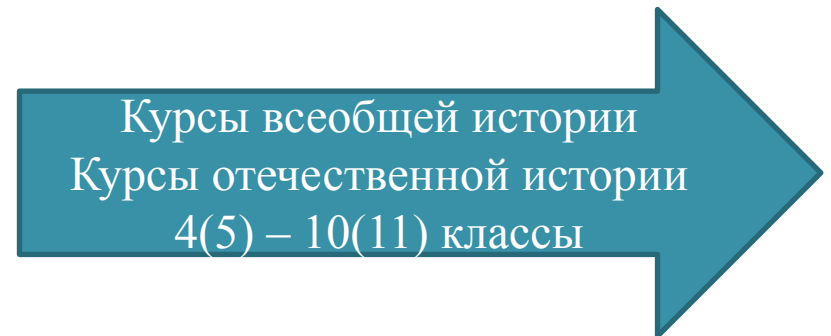 Курсы всеобщей истории
Курсы отечественной истории
4(5) – 10(11) классы